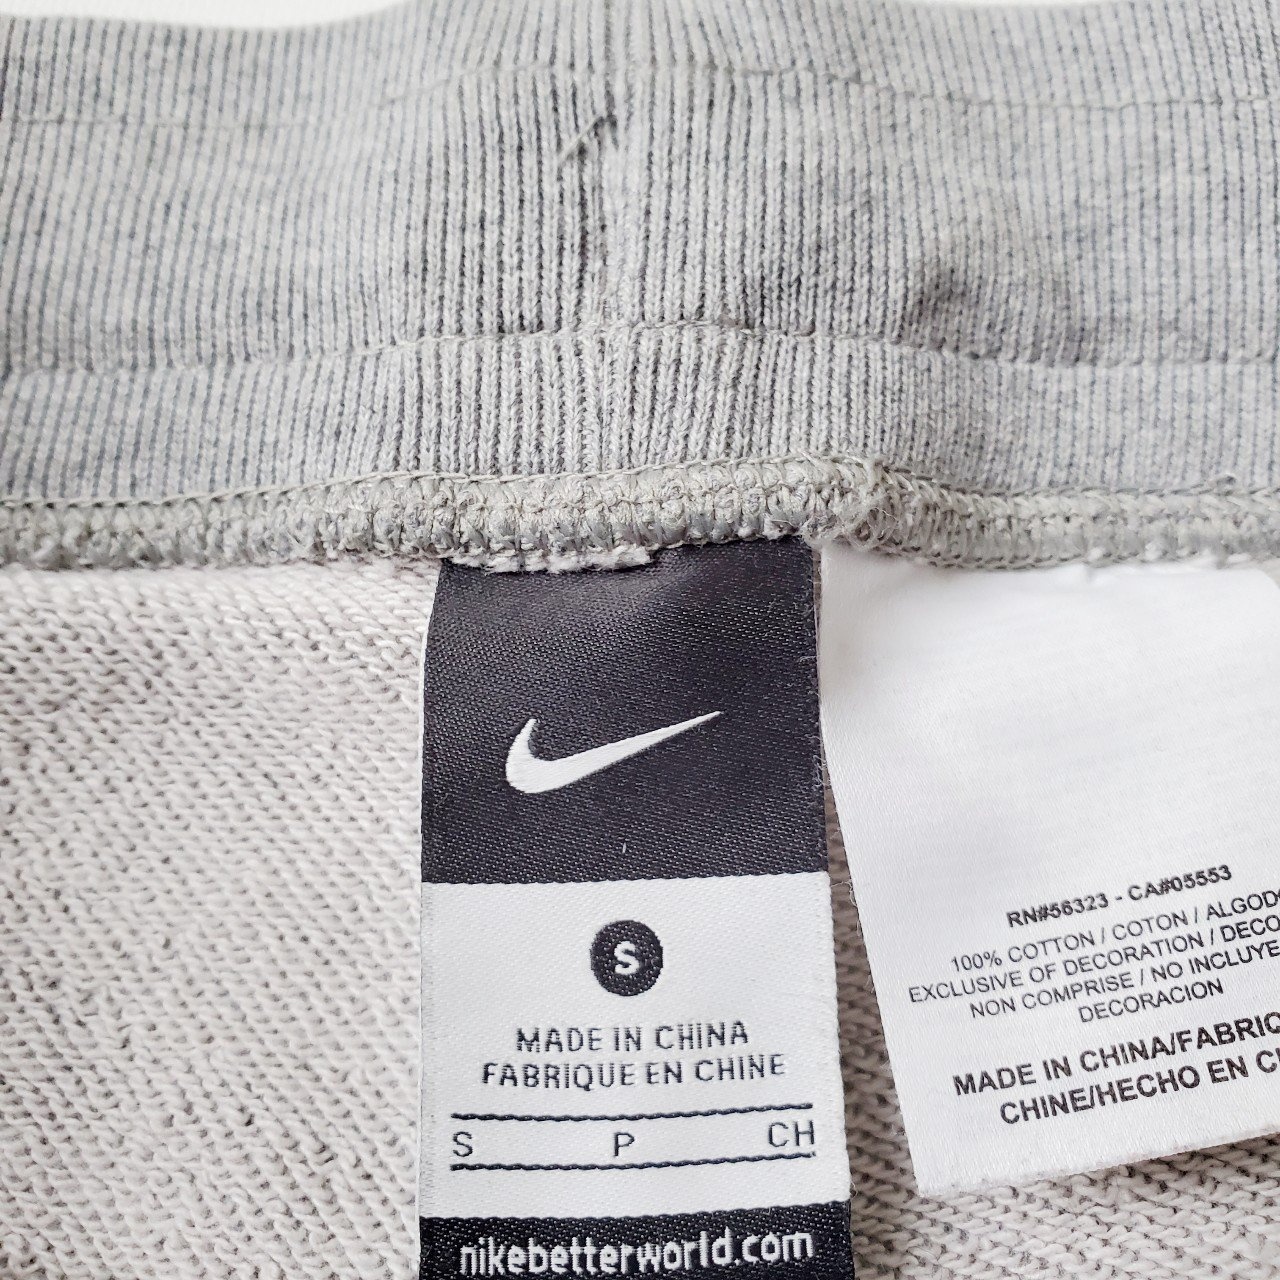 S
MADE IN CHINA
FABRIQUE EN CHINE
S P CH
nikebetterworld.com
RN#56323 - CA#05553
100% COTTON / COTON / ALGOD
EXCLUSIVE OF DECORATION / DECO
NON COMPRISE / NO INCLUYE
DECORACION
MADE IN CHINA/FABRIQ
CHINE/HECHO EN C